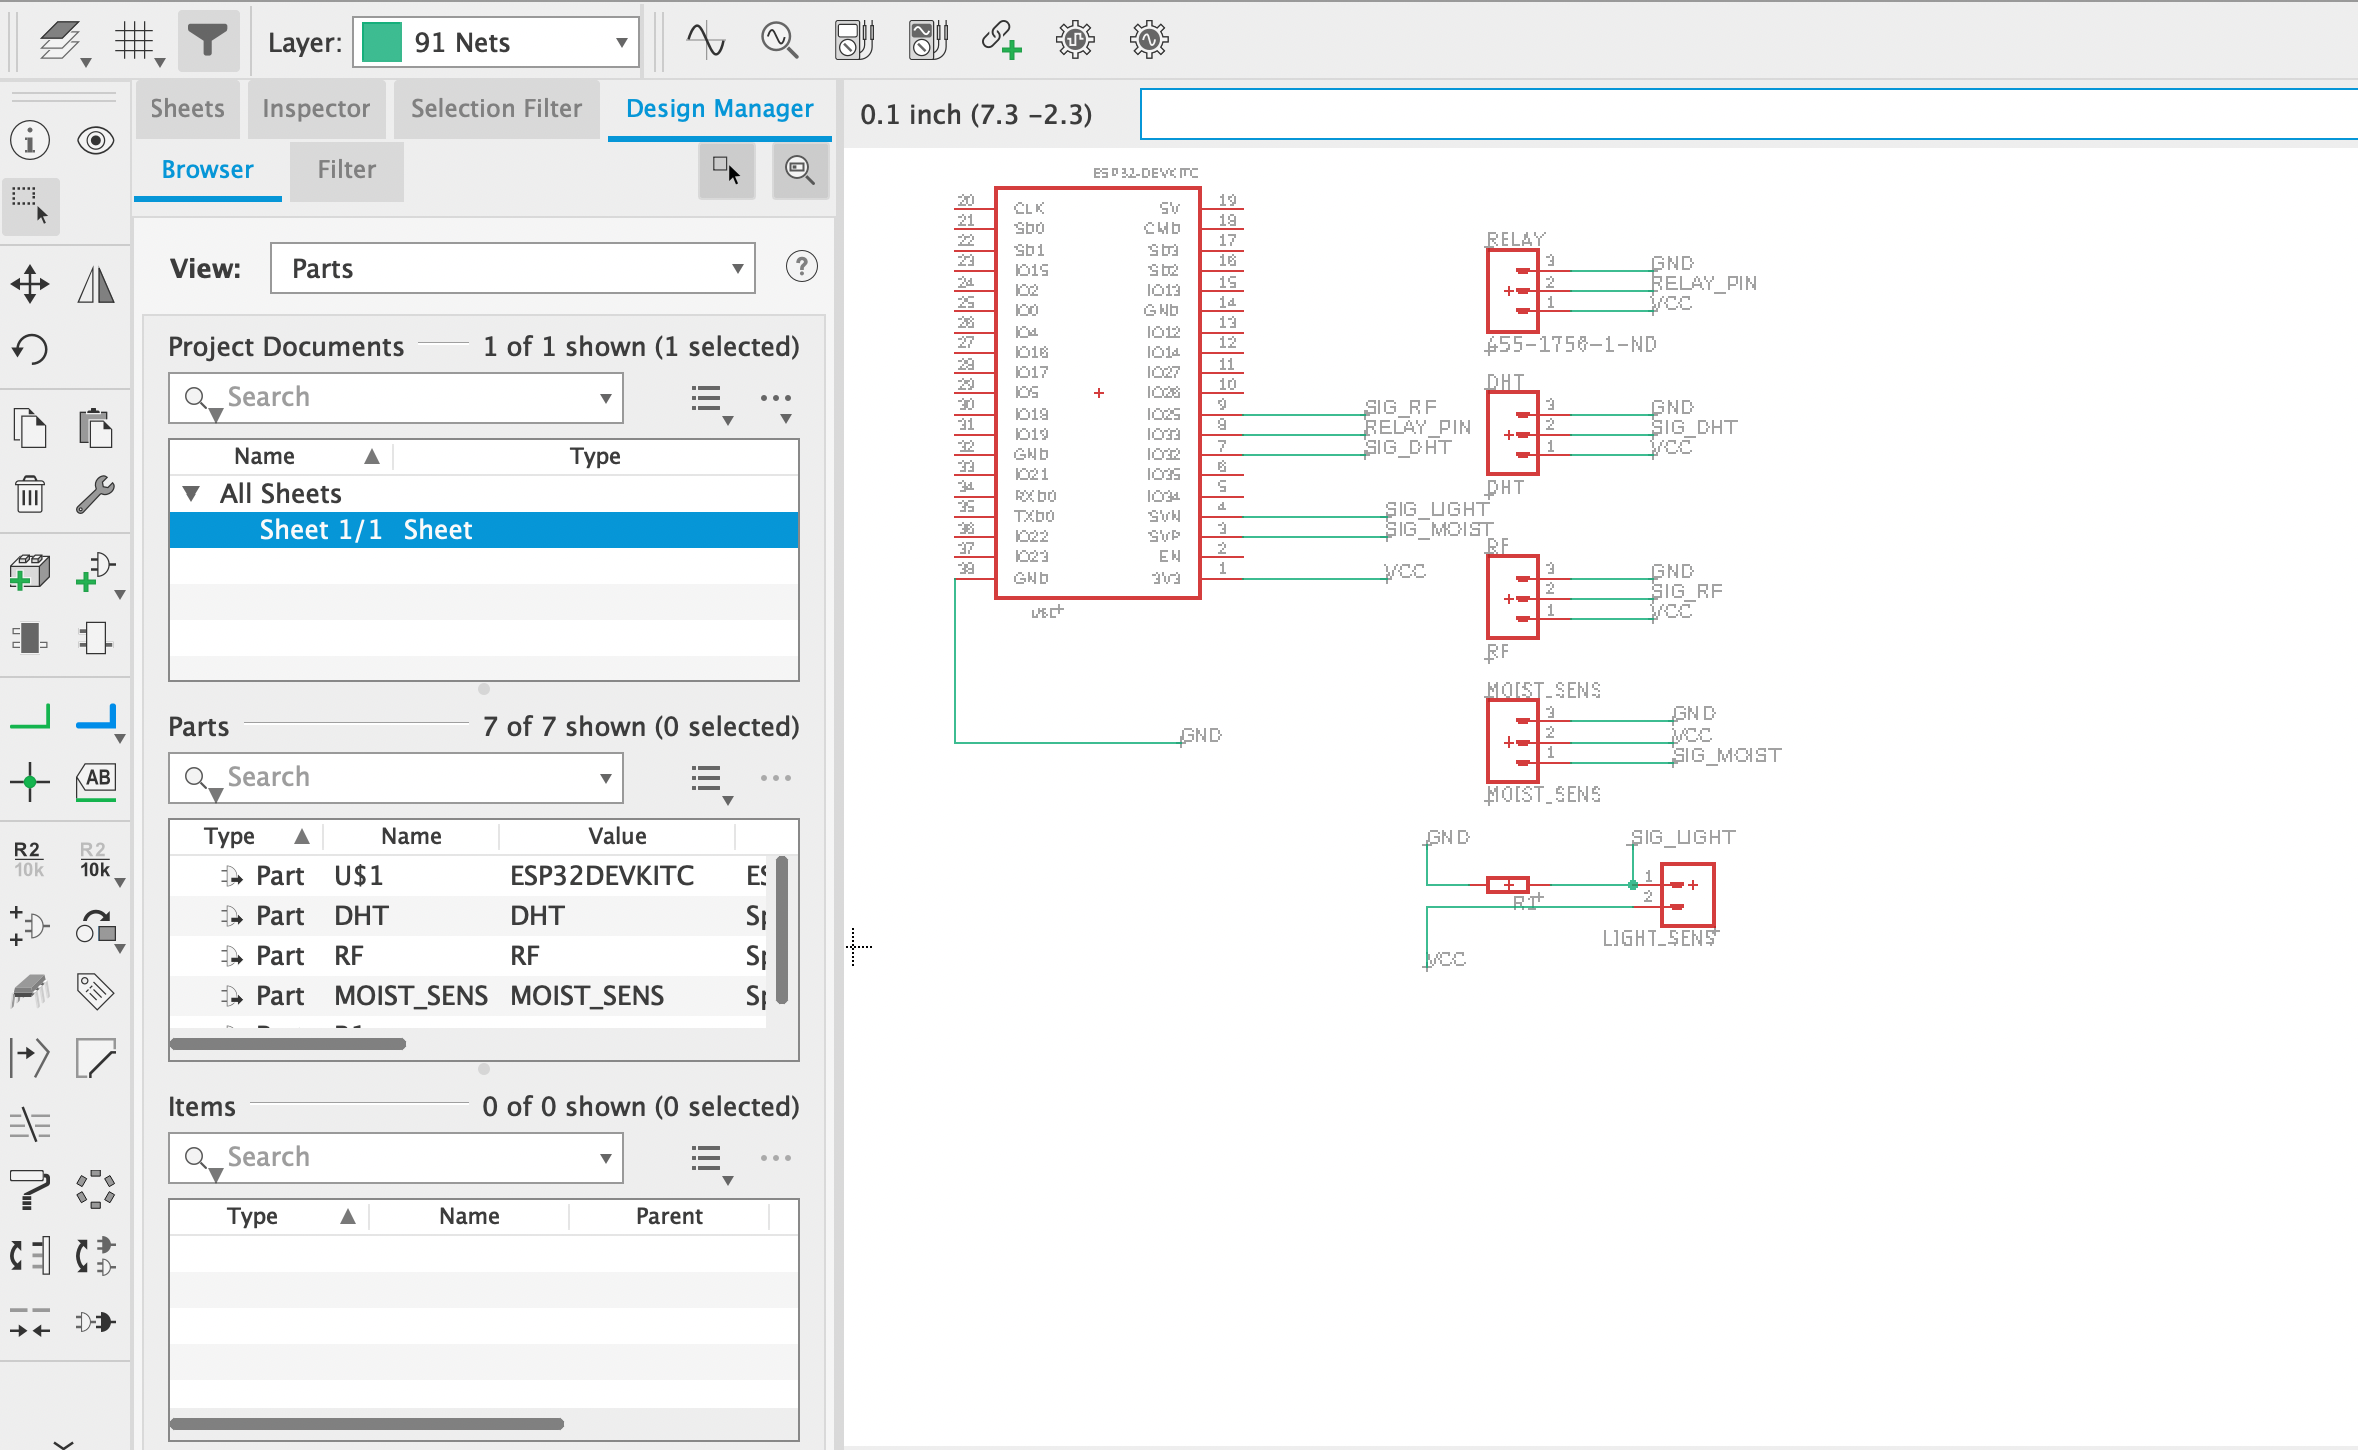 Layer: 91 Nets
Sheets Inspector Selection Filter Design Manager
0.1 inch (7.3 -2.3)
Browser Filter
View: Parts
Project Documents 1 of 1 shown (1 selected)
Search
Name Type
All Sheets
Sheet 1/1 Sheet
Parts 7 of 7 shown (0 selected)
Search
Type Name Value
Part U$1 ESP32DEVKITC
Part DHT DHT
Part RF RF
Part MOIST_SENS MOIST_SENS
Items 0 of 0 shown (0 selected)
Search
Type Name Parent
AB
R2
10k
R2
10k
ESP32-DEVKITC
20 CLK 5V 19
21 SD0 CMD 18
22 SD1 SD3 17
23 IO15 SD2 16
24 IO2 IO13 15
25 IO0 GND 14
26 IO4 IO12 13
27 IO16 IO14 12
28 IO17 IO27 11
29 IO5 IO26 10
30 IO18 IO25 9 SIG_RF
31 IO19 IO33 8 RELAY_PIN
32 GND IO32 7 SIG_DHT
33 IO21 IO35 6
34 RXD0 IO34 5
35 TXD0 SVN 4 SIG_LIGHT
36 IO22 SVP 3 SIG_MOIST
37 IO23 EN 2
38 GND 3V3 1 VCC
GND
RELAY
3 GND
2 RELAY_PIN
1 VCC
455-1750-1-ND
DHT
3 GND
2 SIG_DHT
1 VCC
DHT
RF
3 GND
2 SIG_RF
1 VCC
RF
MOIST_SENS
3 GND
2 VCC
1 SIG_MOIST
MOIST_SENS
GND SIG_LIGHT
1
2
R1
LIGHT_SENS
VCC